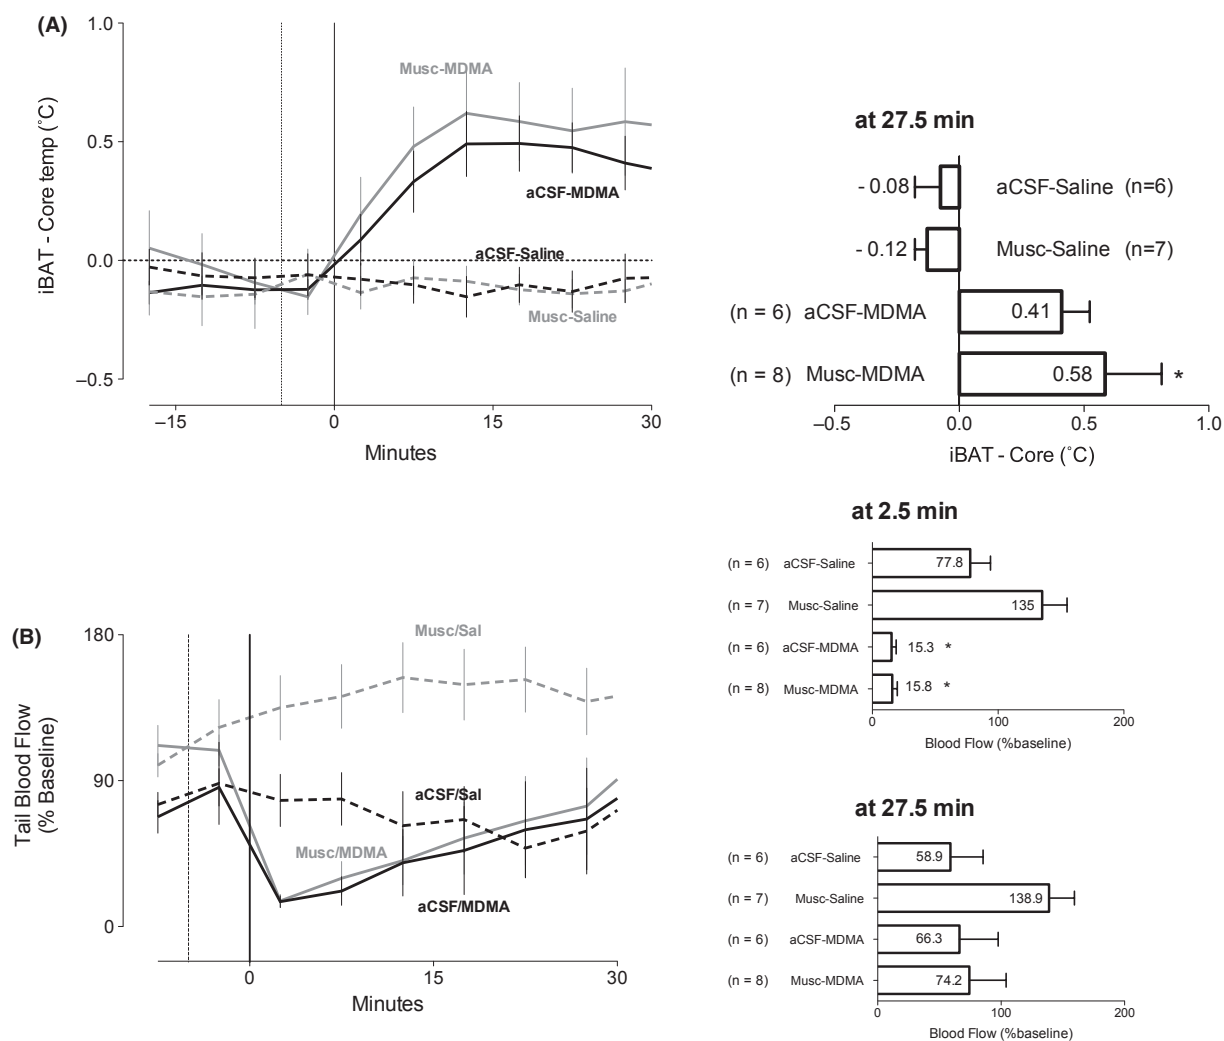 (A)
1.0
0.5
0.0
–0.5
iBAT - Core temp (˚C)
Musc-MDMA
aCSF-MDMA
aCSF-Saline
Musc-Saline
–15
0
15
30
Minutes
at 27.5 min
- 0.08
aCSF-Saline (n=6)
- 0.12
Musc-Saline (n=7)
(n = 6) aCSF-MDMA
0.41
(n = 8) Musc-MDMA
0.58
*
–0.5
0.0
0.5
1.0
iBAT - Core (˚C)
at 2.5 min
(n = 6) aCSF-Saline
77.8
(n = 7) Musc-Saline
135
(n = 6) aCSF-MDMA
15.3 *
(n = 8) Musc-MDMA
15.8 *
0
100
200
Blood Flow (%baseline)
(B)
180
90
0
Tail Blood Flow
(% Baseline)
Musc/Sal
aCSF/Sal
Musc/MDMA
aCSF/MDMA
0
15
30
Minutes
at 27.5 min
(n = 6) aCSF-Saline
58.9
(n = 7) Musc-Saline
138.9
(n = 6) aCSF-MDMA
66.3
(n = 8) Musc-MDMA
74.2
0
100
200
Blood Flow (%baseline)